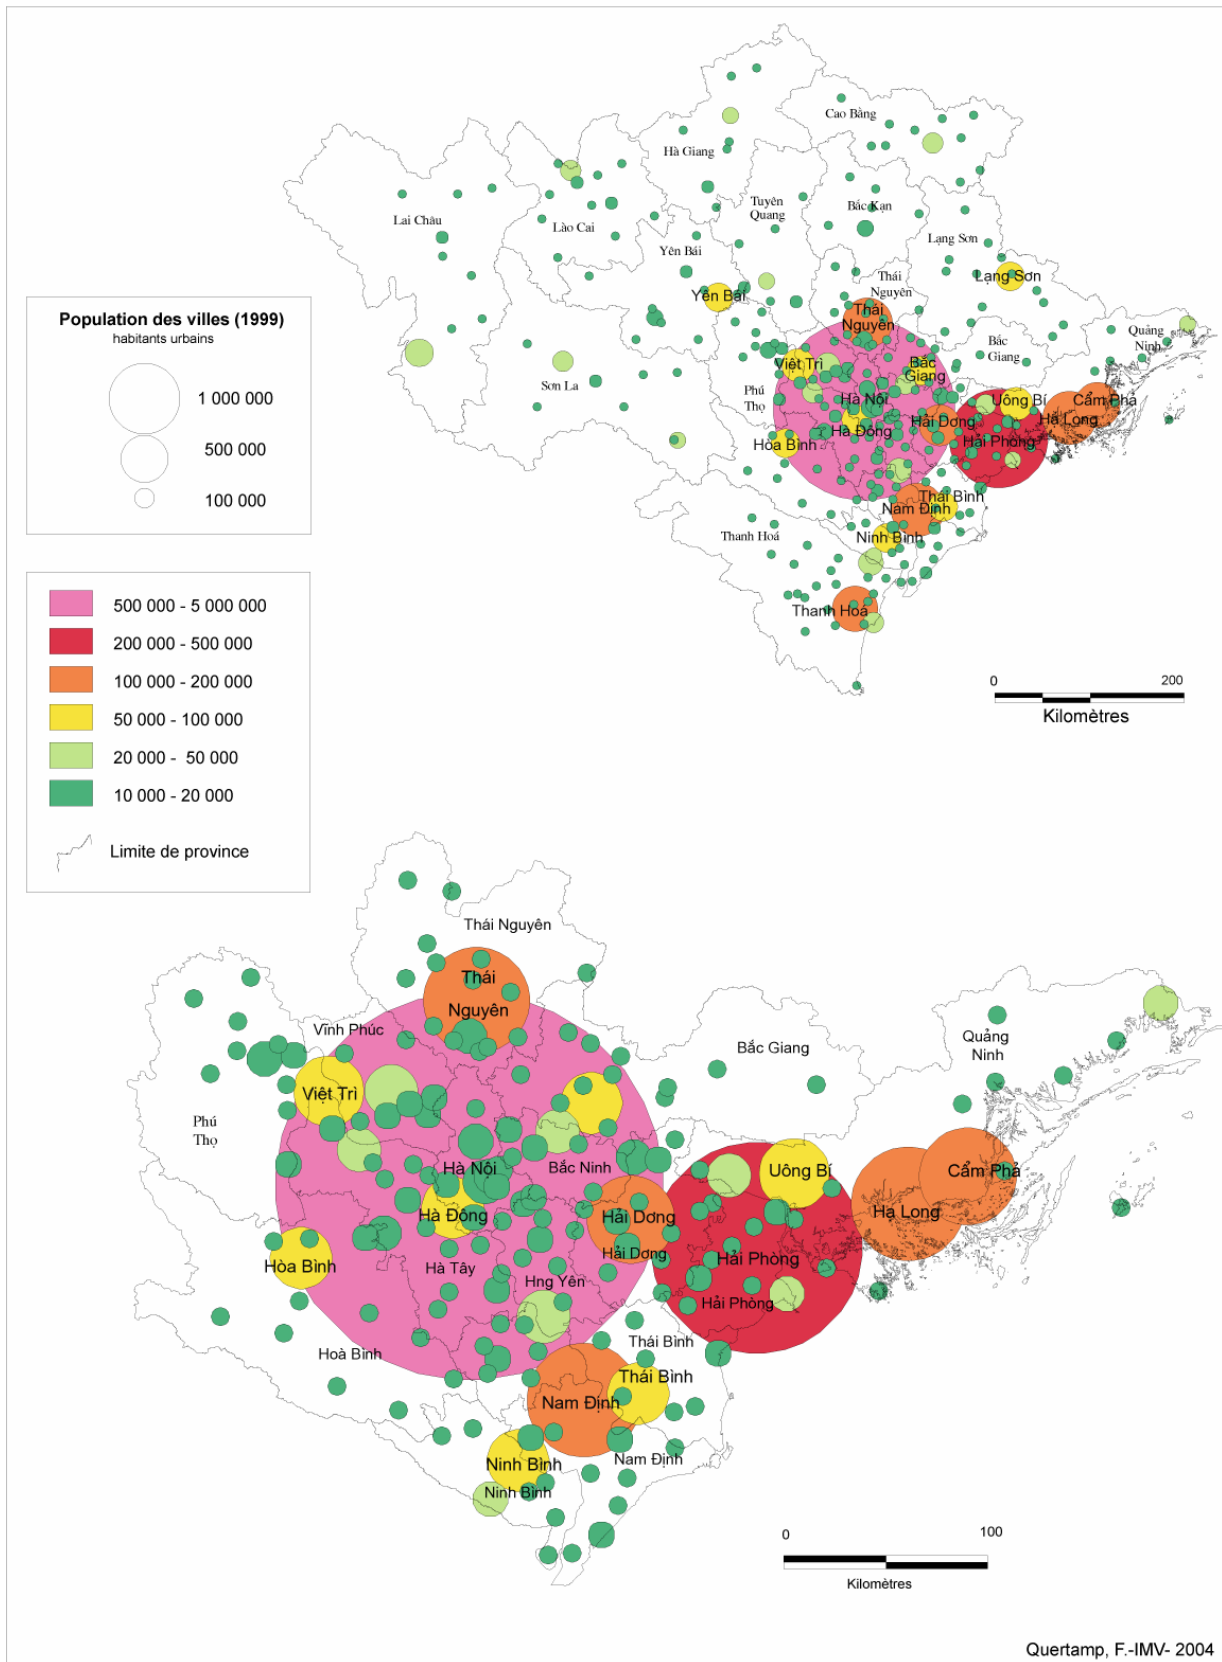 Cao Bằng
Hà Giang
Tuyên
Quang
Bắc Kạn
Lai Châu
Lào Cai
Lạng Sơn
Yên Bái
Thái
Nguyên
Lạng Sơn
Yên Bái
Thái
Nguyên
Quảng
Ninh
Bắc
Giang
Việt Trì
Bắc
Giang
Sơn La
Phú
Thọ
Hà Nội
Uông Bí
Cẩm Phả
Hạ Long
Hải Dơng
Hà Đông
Hải Phòng
Hòa Bình
Thái Bình
Nam Định
Thanh Hoá
Ninh Bình
Thanh Hoá
0 200
Kilomètres
Population des villes (1999)
habitants urbains
1 000 000
500 000
100 000
500 000 - 5 000 000
200 000 - 500 000
100 000 - 200 000
50 000 - 100 000
20 000 - 50 000
10 000 - 20 000
Limite de province
Thái Nguyên
Thái
Nguyên
Vĩnh Phúc
Quảng
Ninh
Bắc Giang
Việt Trì
Phú
Thọ
Hà Nội
Bắc Ninh
Uông Bí
Cẩm Phả
Hạ Long
Hà Đông
Hải Dơng
Hải Dơng
Hải Phòng
Hòa Bình
Hà Tây
Hng Yên
Hải Phòng
Hoà Bình
Thái Bình
Thái Bình
Nam Định
Nam Định
Ninh Bình
Ninh Bình
0 100
Kilomètres
Quertamp, F.-IMV- 2004